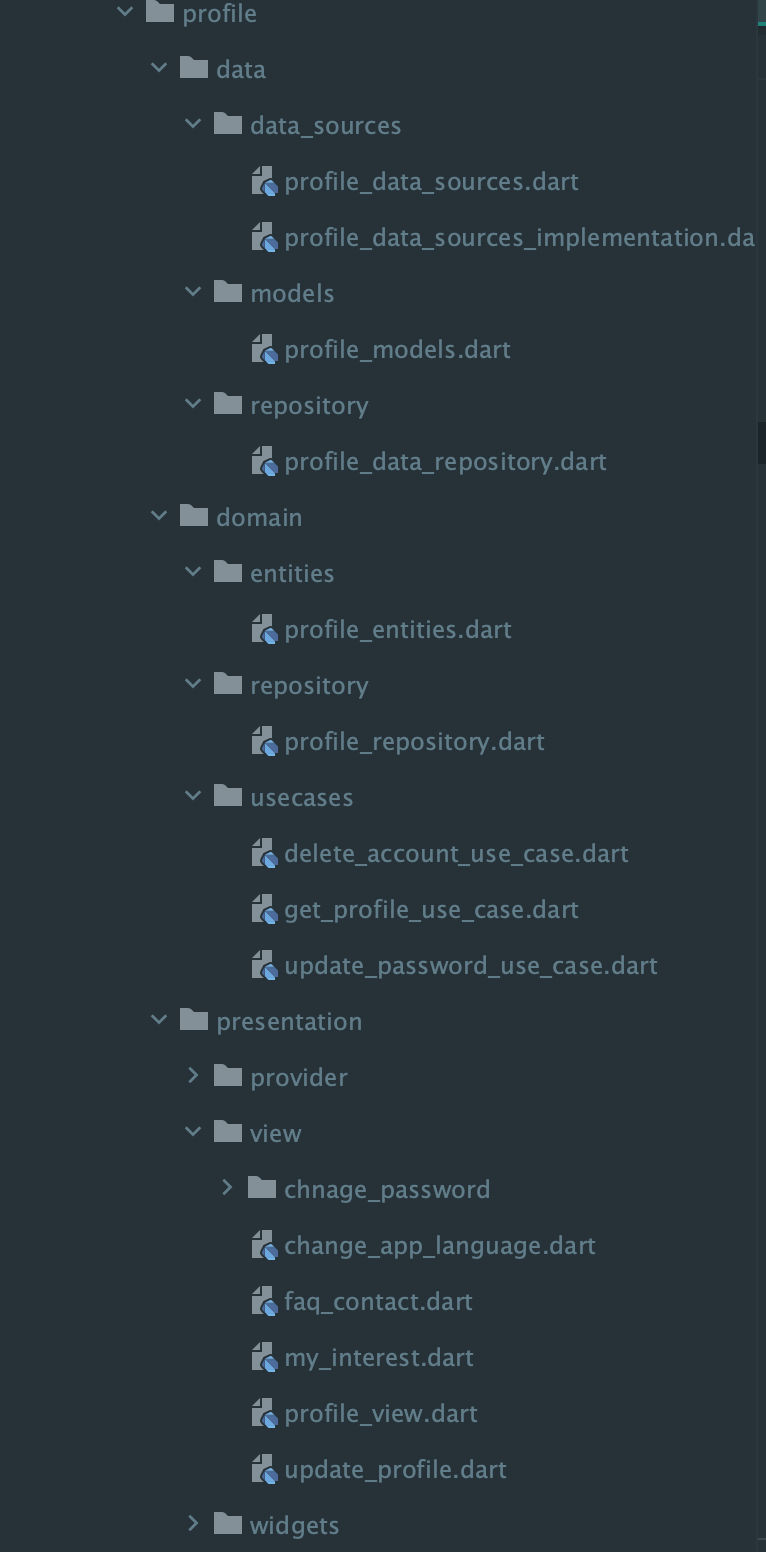 profile
data
data_sources
profile_data_sources.dart
profile_data_sources_implementation.da
models
profile_models.dart
repository
profile_data_repository.dart
domain
entities
profile_entities.dart
repository
profile_repository.dart
usecases
delete_account_use_case.dart
get_profile_use_case.dart
update_password_use_case.dart
presentation
provider
view
chnage_password
change_app_language.dart
faq_contact.dart
my_interest.dart
profile_view.dart
update_profile.dart
widgets